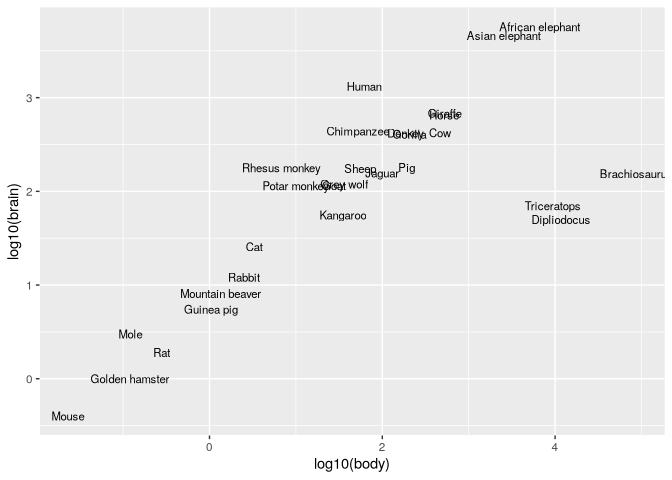 African elephant
Asian elephant
Human
Giraffe
Horse
Chimpanzee
Donkey
Gorilla
Cow
Rhesus monkey
Sheep
Jaguar
Pig
Brachiosauru
Potar monkey
Goat
Grey wolf
Triceratops
Kangaroo
Dipliodocus
Cat
Rabbit
Mountain beaver
Guinea pig
Mole
Rat
Golden hamster
Mouse
3
2
1
0
0
2
4
log10(body)
log10(brain)